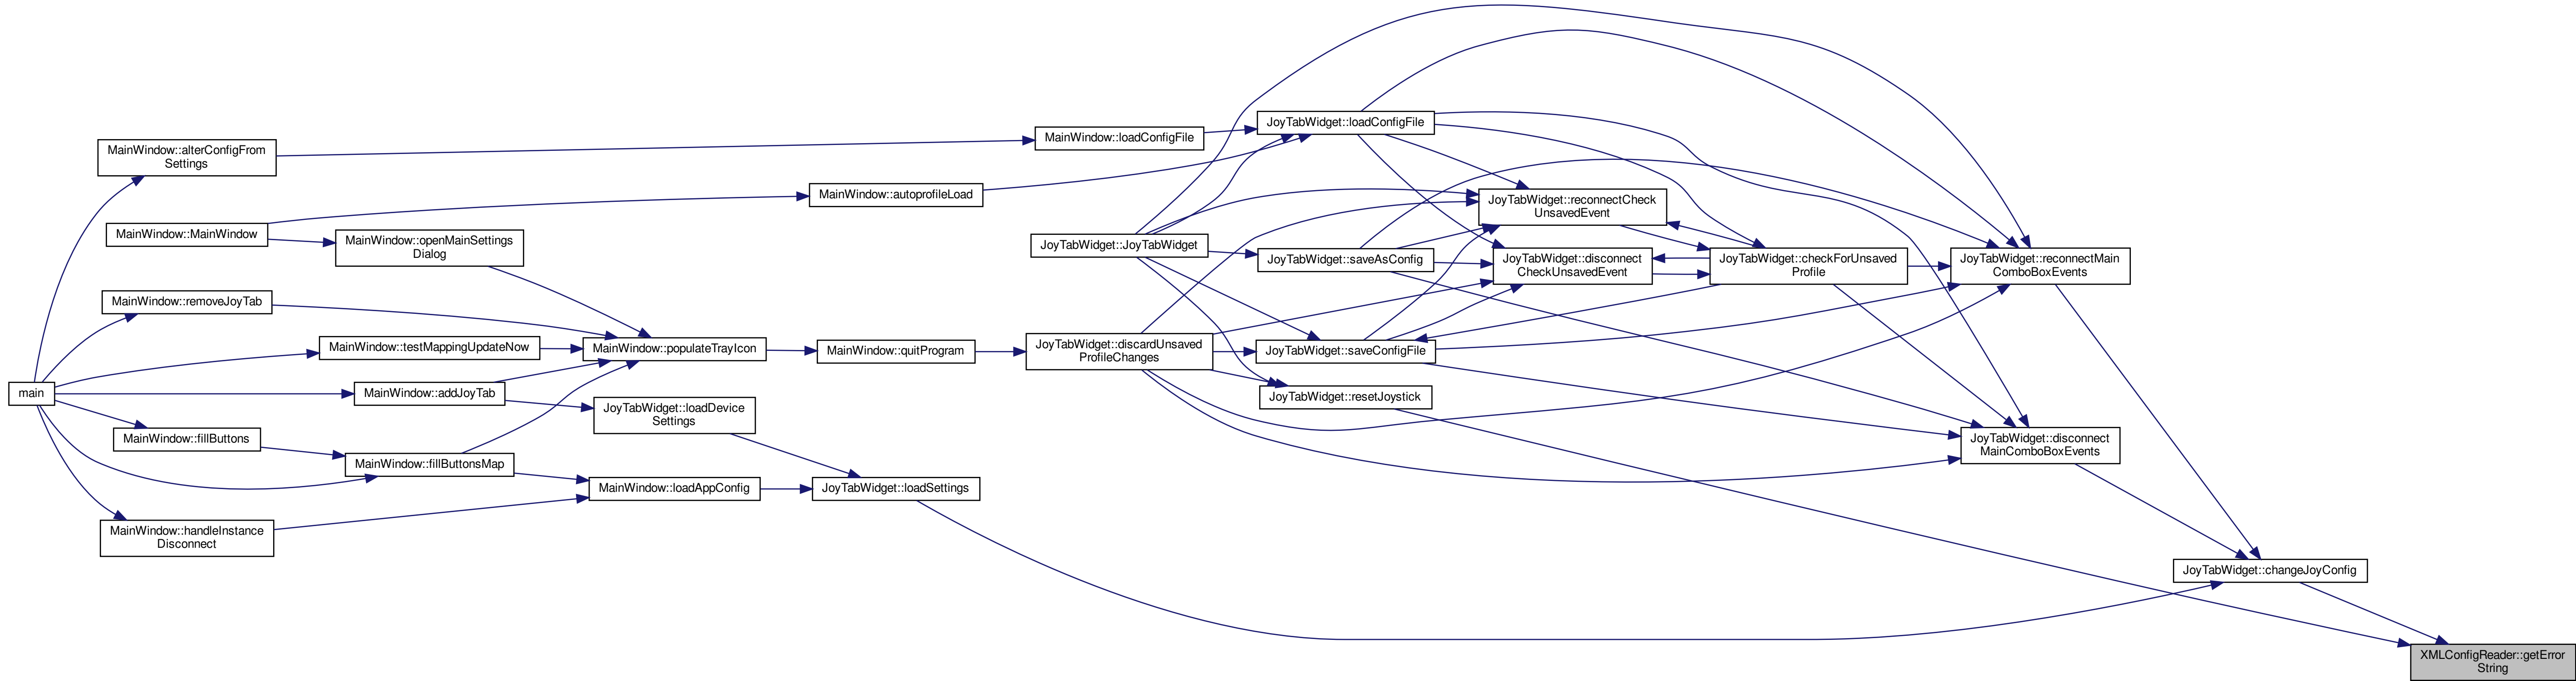 main
MainWindow::alterConfigFrom
Settings
MainWindow::MainWindow
MainWindow::removeJoyTab
MainWindow::fillButtons
MainWindow::handleInstance
Disconnect
MainWindow::openMainSettings
Dialog
MainWindow::testMappingUpdateNow
MainWindow::addJoyTab
MainWindow::fillButtonsMap
MainWindow::populateTrayIcon
JoyTabWidget::loadDevice
Settings
MainWindow::loadAppConfig
MainWindow::autoprofileLoad
MainWindow::quitProgram
JoyTabWidget::loadSettings
MainWindow::loadConfigFile
JoyTabWidget::JoyTabWidget
JoyTabWidget::discardUnsaved
ProfileChanges
JoyTabWidget::loadConfigFile
JoyTabWidget::saveAsConfig
JoyTabWidget::saveConfigFile
JoyTabWidget::resetJoystick
JoyTabWidget::reconnectCheck
UnsavedEvent
JoyTabWidget::disconnect
CheckUnsavedEvent
JoyTabWidget::checkForUnsaved
Profile
JoyTabWidget::reconnectMain
ComboBoxEvents
JoyTabWidget::disconnect
MainComboBoxEvents
JoyTabWidget::changeJoyConfig
XMLConfigReader::getError
String